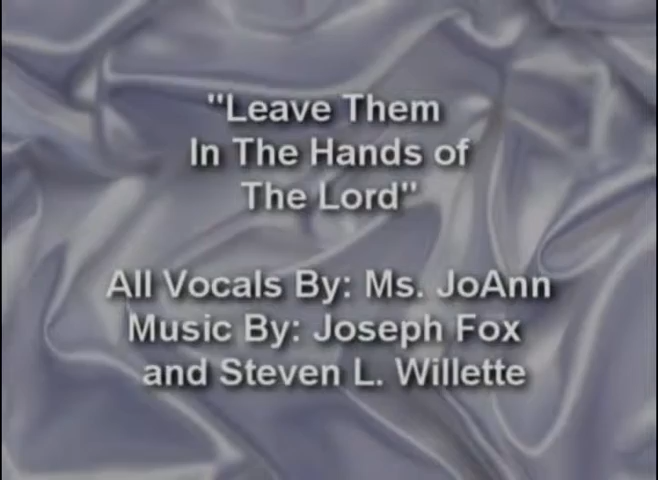 "Leave Them
In The Hands of
The Lord"
All Vocals By: Ms. JoAnn
Music By: Joseph Fox
and Steven L. Willette